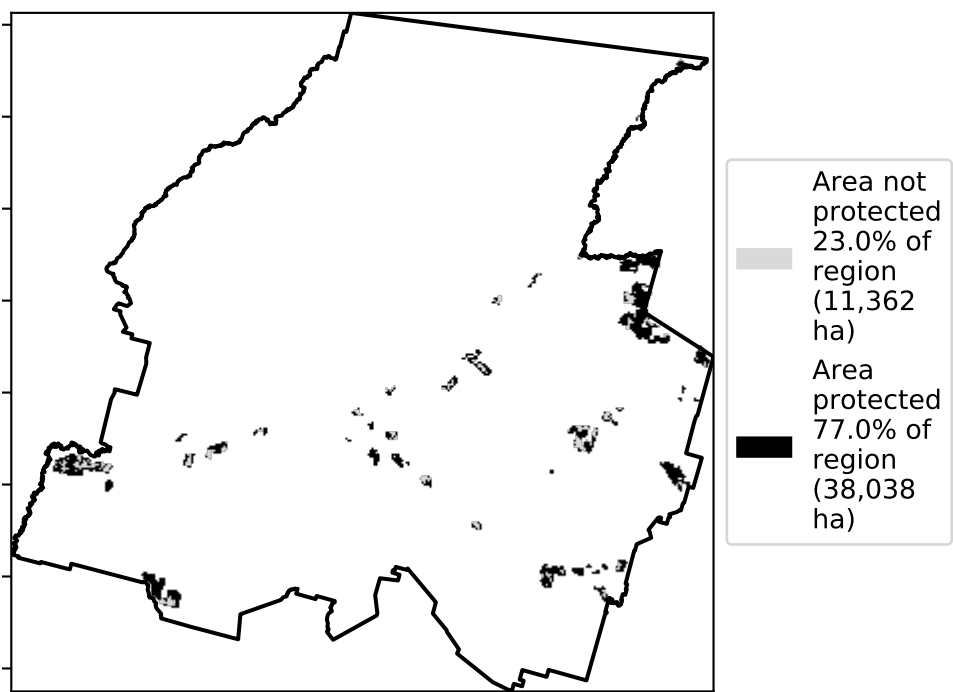 Area not
protected
23.0% of
region
(11,362
ha)
Area
protected
77.0% of
region
(38,038
ha)